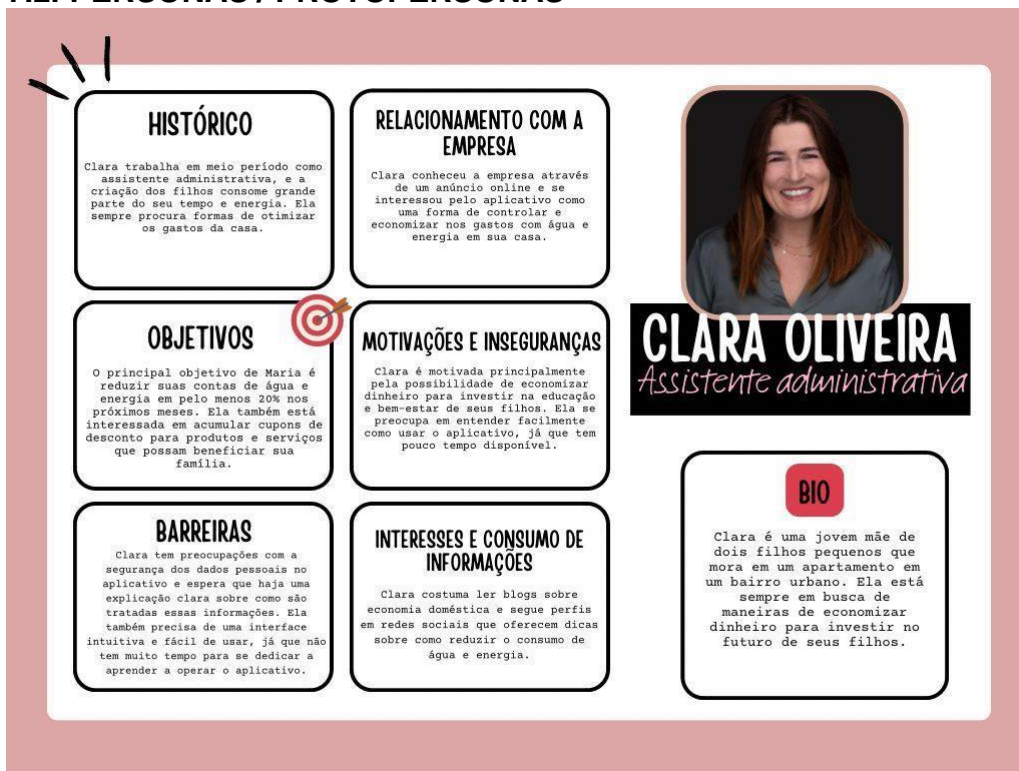 HISTÓRICO
Clara trabalha em meio período como
assistente administrativa, e a
criação dos filhos consome grande
parte do seu tempo e energia. Ela
sempre procura formas de otimizar
os gastos da casa.
RELACIONAMENTO COM A
EMPRESA
Clara conheceu a empresa através
de um anúncio online e se
interessou pelo aplicativo como
uma forma de controlar e
economizar nos gastos com água e
energia em sua casa.
OBJETIVOS
O principal objetivo de Maria é
reduzir suas contas de água e
energia em pelo menos 20% nos
próximos meses. Ela também está
interessada em acumular cupons de
desconto para produtos e serviços
que possam beneficiar sua
família.
MOTIVAÇÕES E INSEGURANÇAS
Clara é motivada principalmente
pela possibilidade de economizar
dinheiro para investir na educação
e bem-estar de seus filhos. Ela se
preocupa em entender facilmente
como usar o aplicativo, já que tem
pouco tempo disponível.
BARREIRAS
Clara tem preocupações com a
segurança dos dados pessoais no
aplicativo e espera que haja uma
explicação clara sobre como são
tratadas essas informações. Ela
também precisa de uma interface
intuitiva e fácil de usar, já que não
tem muito tempo para se dedicar a
aprender a operar o aplicativo.
INTERESSES E CONSUMO DE
INFORMAÇÕES
Clara costuma ler blogs sobre
economia doméstica e segue perfis
em redes sociais que oferecem dicas
sobre como reduzir o consumo de
água e energia.
CLARA OLIVEIRA
Assistente administrativa
BIO
Clara é uma jovem mãe de
dois filhos pequenos que
mora em um apartamento em
um bairro urbano. Ela está
sempre em busca de
maneiras de economizar
dinheiro para investir no
futuro de seus filhos.